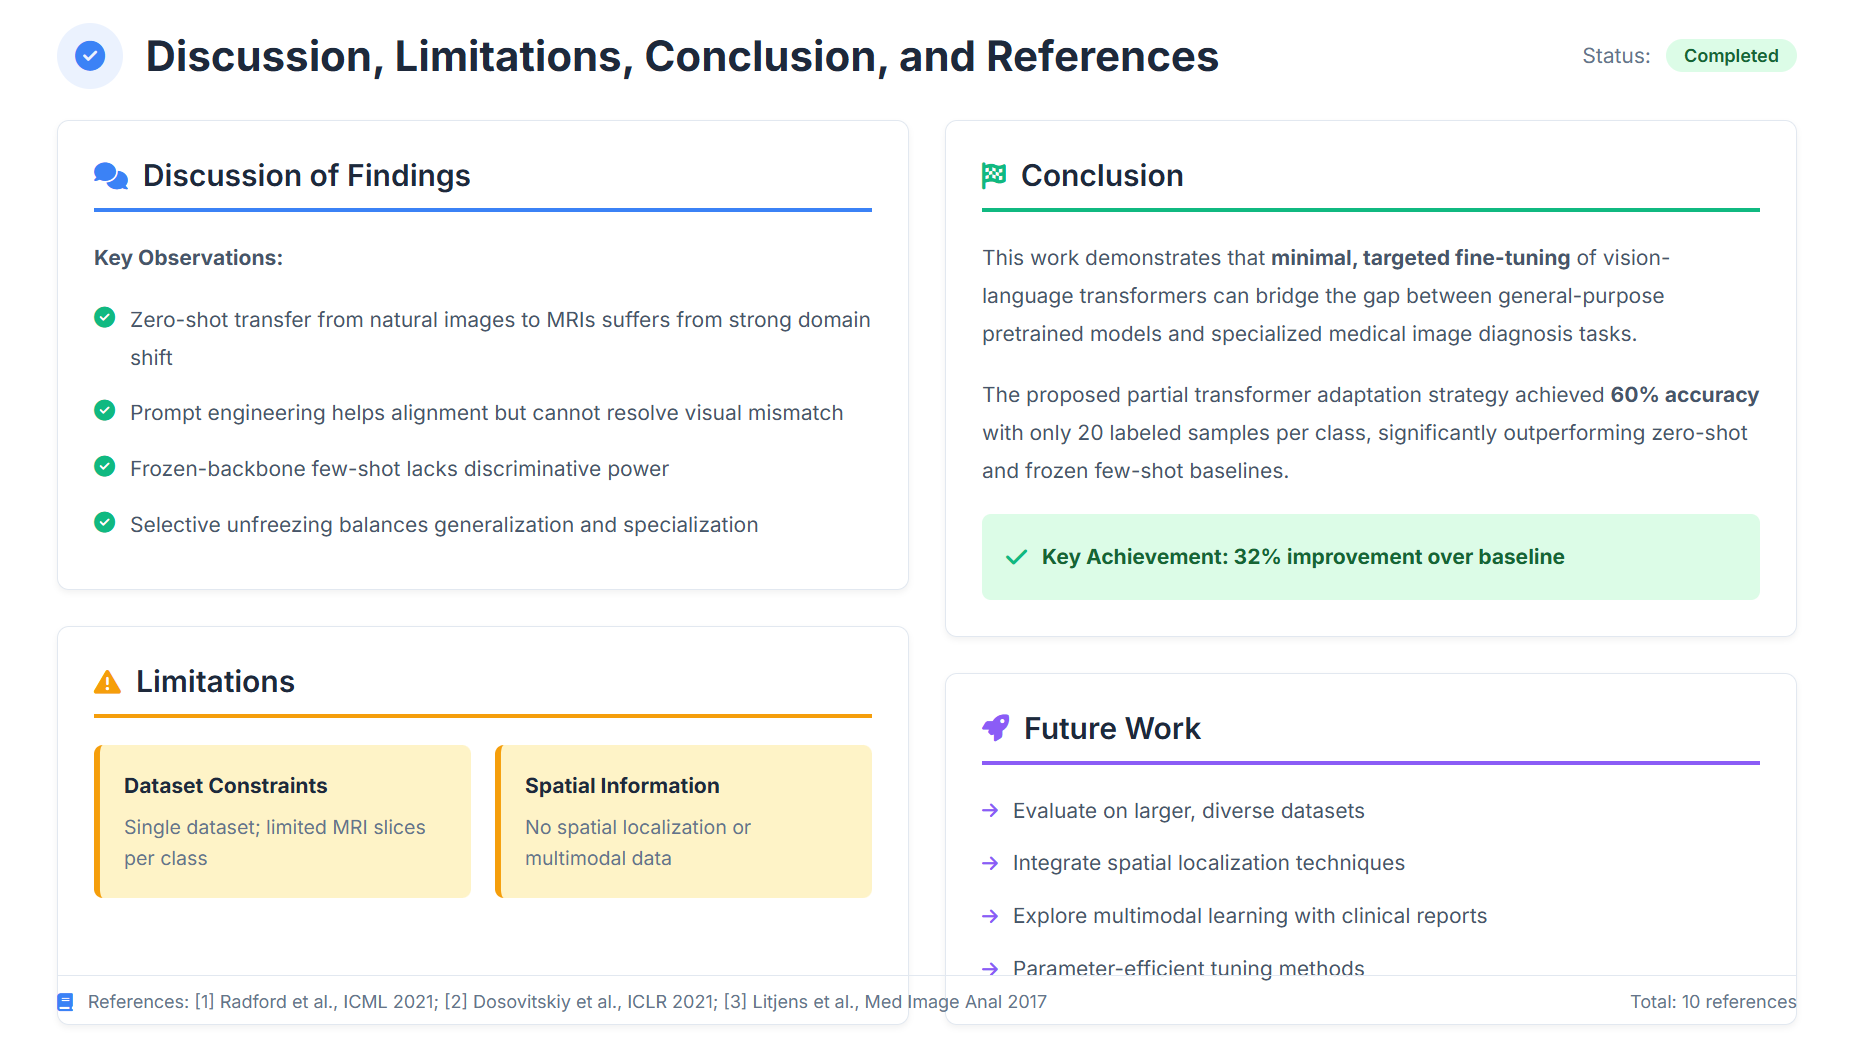 Discussion, Limitations, Conclusion, and References
Status: Completed
Discussion of Findings
Key Observations:
Zero-shot transfer from natural images to MRIs suffers from strong domain
shift
Prompt engineering helps alignment but cannot resolve visual mismatch
Frozen-backbone few-shot lacks discriminative power
Selective unfreezing balances generalization and specialization
Limitations
Dataset Constraints
Single dataset; limited MRI slices
per class
Spatial Information
No spatial localization or
multimodal data
Conclusion
This work demonstrates that minimal, targeted fine-tuning of vision-
language transformers can bridge the gap between general-purpose
pretrained models and specialized medical image diagnosis tasks.
The proposed partial transformer adaptation strategy achieved 60% accuracy
with only 20 labeled samples per class, significantly outperforming zero-shot
and frozen few-shot baselines.
Key Achievement: 32% improvement over baseline
Future Work
Evaluate on larger, diverse datasets
Integrate spatial localization techniques
Explore multimodal learning with clinical reports
Parameter-efficient tuning methods
References: [1] Radford et al., ICML 2021; [2] Dosovitskiy et al., ICLR 2021; [3] Litjens et al., Med Image Anal 2017
Total: 10 references